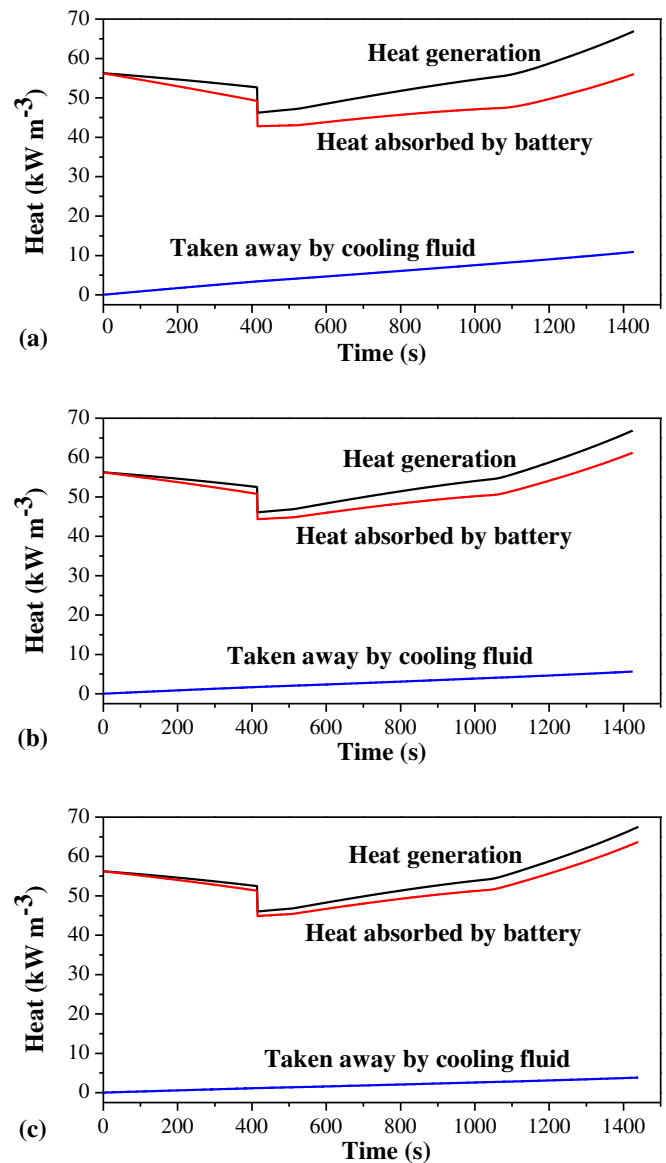 70
Heat generation
60
50
40
Heat absorbed by battery
30
20
Taken away by cooling fluid
10
0
Heat (kW m-3)
0 200 400 600 800 1000 1200 1400
(a)
Time (s)
70
60
Heat generation
50
40
Heat absorbed by battery
30
20
10
Taken away by cooling fluid
0
Heat (kW m-3)
0 200 400 600 800 1000 1200 1400
(b)
Time (s)
70
60
Heat generation
50
40
Heat absorbed by battery
30
20
10
Taken away by cooling fluid
0
Heat (kW m-3)
0 200 400 600 800 1000 1200 1400
(c)
Time (s)